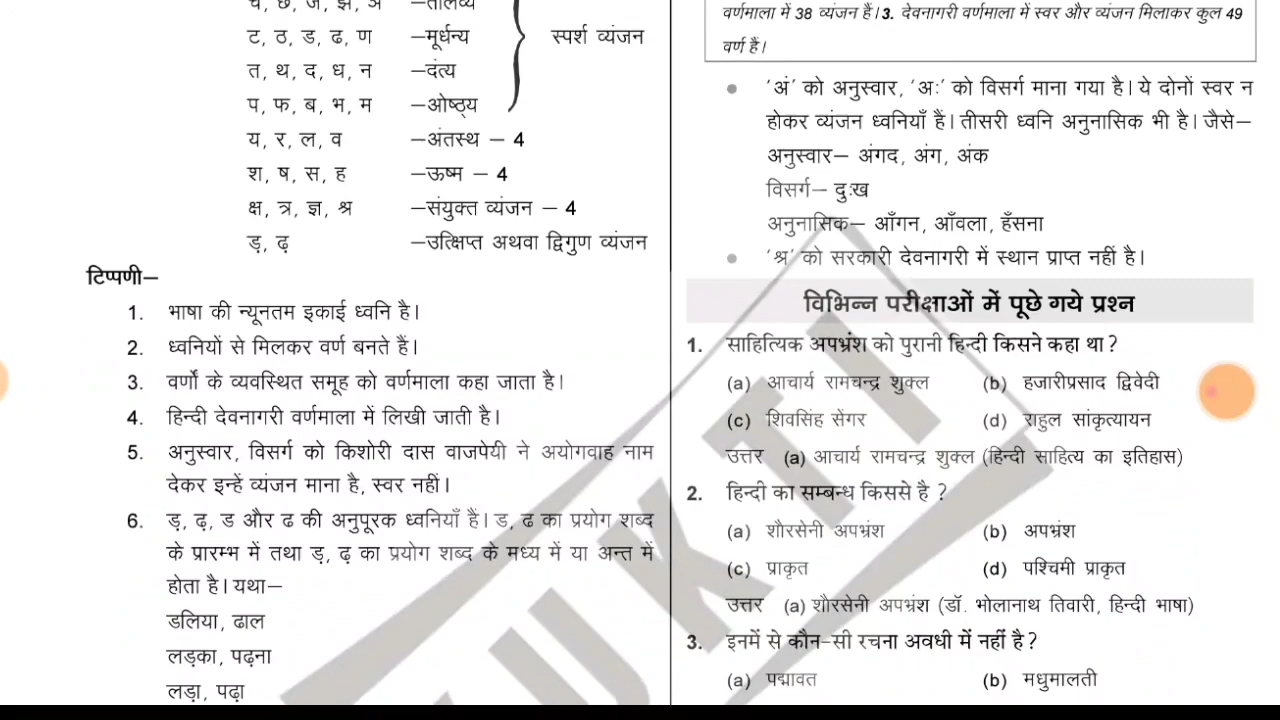 च, छ, ज, झ, ञ —तालव्य
ट, ठ, ड, ढ, ण —मूर्धन्य
स्पर्श व्यंजन
त, थ, द, ध, न —दंत्य
प, फ, ब, भ, म —ओष्ठ्य
य, र, ल, व —अंतस्थ – 4
श, ष, स, ह —ऊष्म – 4
क्ष, त्र, ज्ञ, श्र —संयुक्त व्यंजन – 4
ड़, ढ़ —उत्क्षिप्त अथवा द्विगुण व्यंजन
टिप्पणी—
1. भाषा की न्यूनतम इकाई ध्वनि है।
2. ध्वनियों से मिलकर वर्ण बनते हैं।
3. वर्णों के व्यवस्थित समूह को वर्णमाला कहा जाता है।
4. हिन्दी देवनागरी वर्णमाला में लिखी जाती है।
5. अनुस्वार, विसर्ग को किशोरी दास वाजपेयी ने अयोगवाह नाम
देकर इन्हें व्यंजन माना है, स्वर नहीं।
6. ड़, ढ़, ड और ढ की अनुपूरक ध्वनियाँ हैं। ड, ढ का प्रयोग शब्द
के प्रारम्भ में तथा ड़, ढ़ का प्रयोग शब्द के मध्य में या अन्त में
होता है। यथा—
डलिया, ढाल
लड़का, पढ़ना
लड़ा, पढ़ा
वर्णमाला में 38 व्यंजन हैं। 3. देवनागरी वर्णमाला में स्वर और व्यंजन मिलाकर कुल 49
वर्ण हैं।
● 'अं' को अनुस्वार, 'अः' को विसर्ग माना गया है। ये दोनों स्वर न
होकर व्यंजन ध्वनियाँ हैं। तीसरी ध्वनि अनुनासिक भी है। जैसे—
अनुस्वार— अंगद, अंग, अंक
विसर्ग— दुःख
अनुनासिक— आँगन, आँवला, हँसना
● 'श्र' को सरकारी देवनागरी में स्थान प्राप्त नहीं है।
विभिन्न परीक्षाओं में पूछे गये प्रश्न
1. साहित्यिक अपभ्रंश को पुरानी हिन्दी किसने कहा था?
(a) आचार्य रामचन्द्र शुक्ल (b) हजारीप्रसाद द्विवेदी
(c) शिवसिंह सेंगर (d) राहुल सांकृत्यायन
उत्तर (a) आचार्य रामचन्द्र शुक्ल (हिन्दी साहित्य का इतिहास)
2. हिन्दी का सम्बन्ध किससे है ?
(a) शौरसेनी अपभ्रंश (b) अपभ्रंश
(c) प्राकृत (d) पश्चिमी प्राकृत
उत्तर (a) शौरसेनी अपभ्रंश (डॉ. भोलानाथ तिवारी, हिन्दी भाषा)
3. इनमें से कौन-सी रचना अवधी में नहीं है?
(a) पद्मावत (b) मधुमालती
UKTI